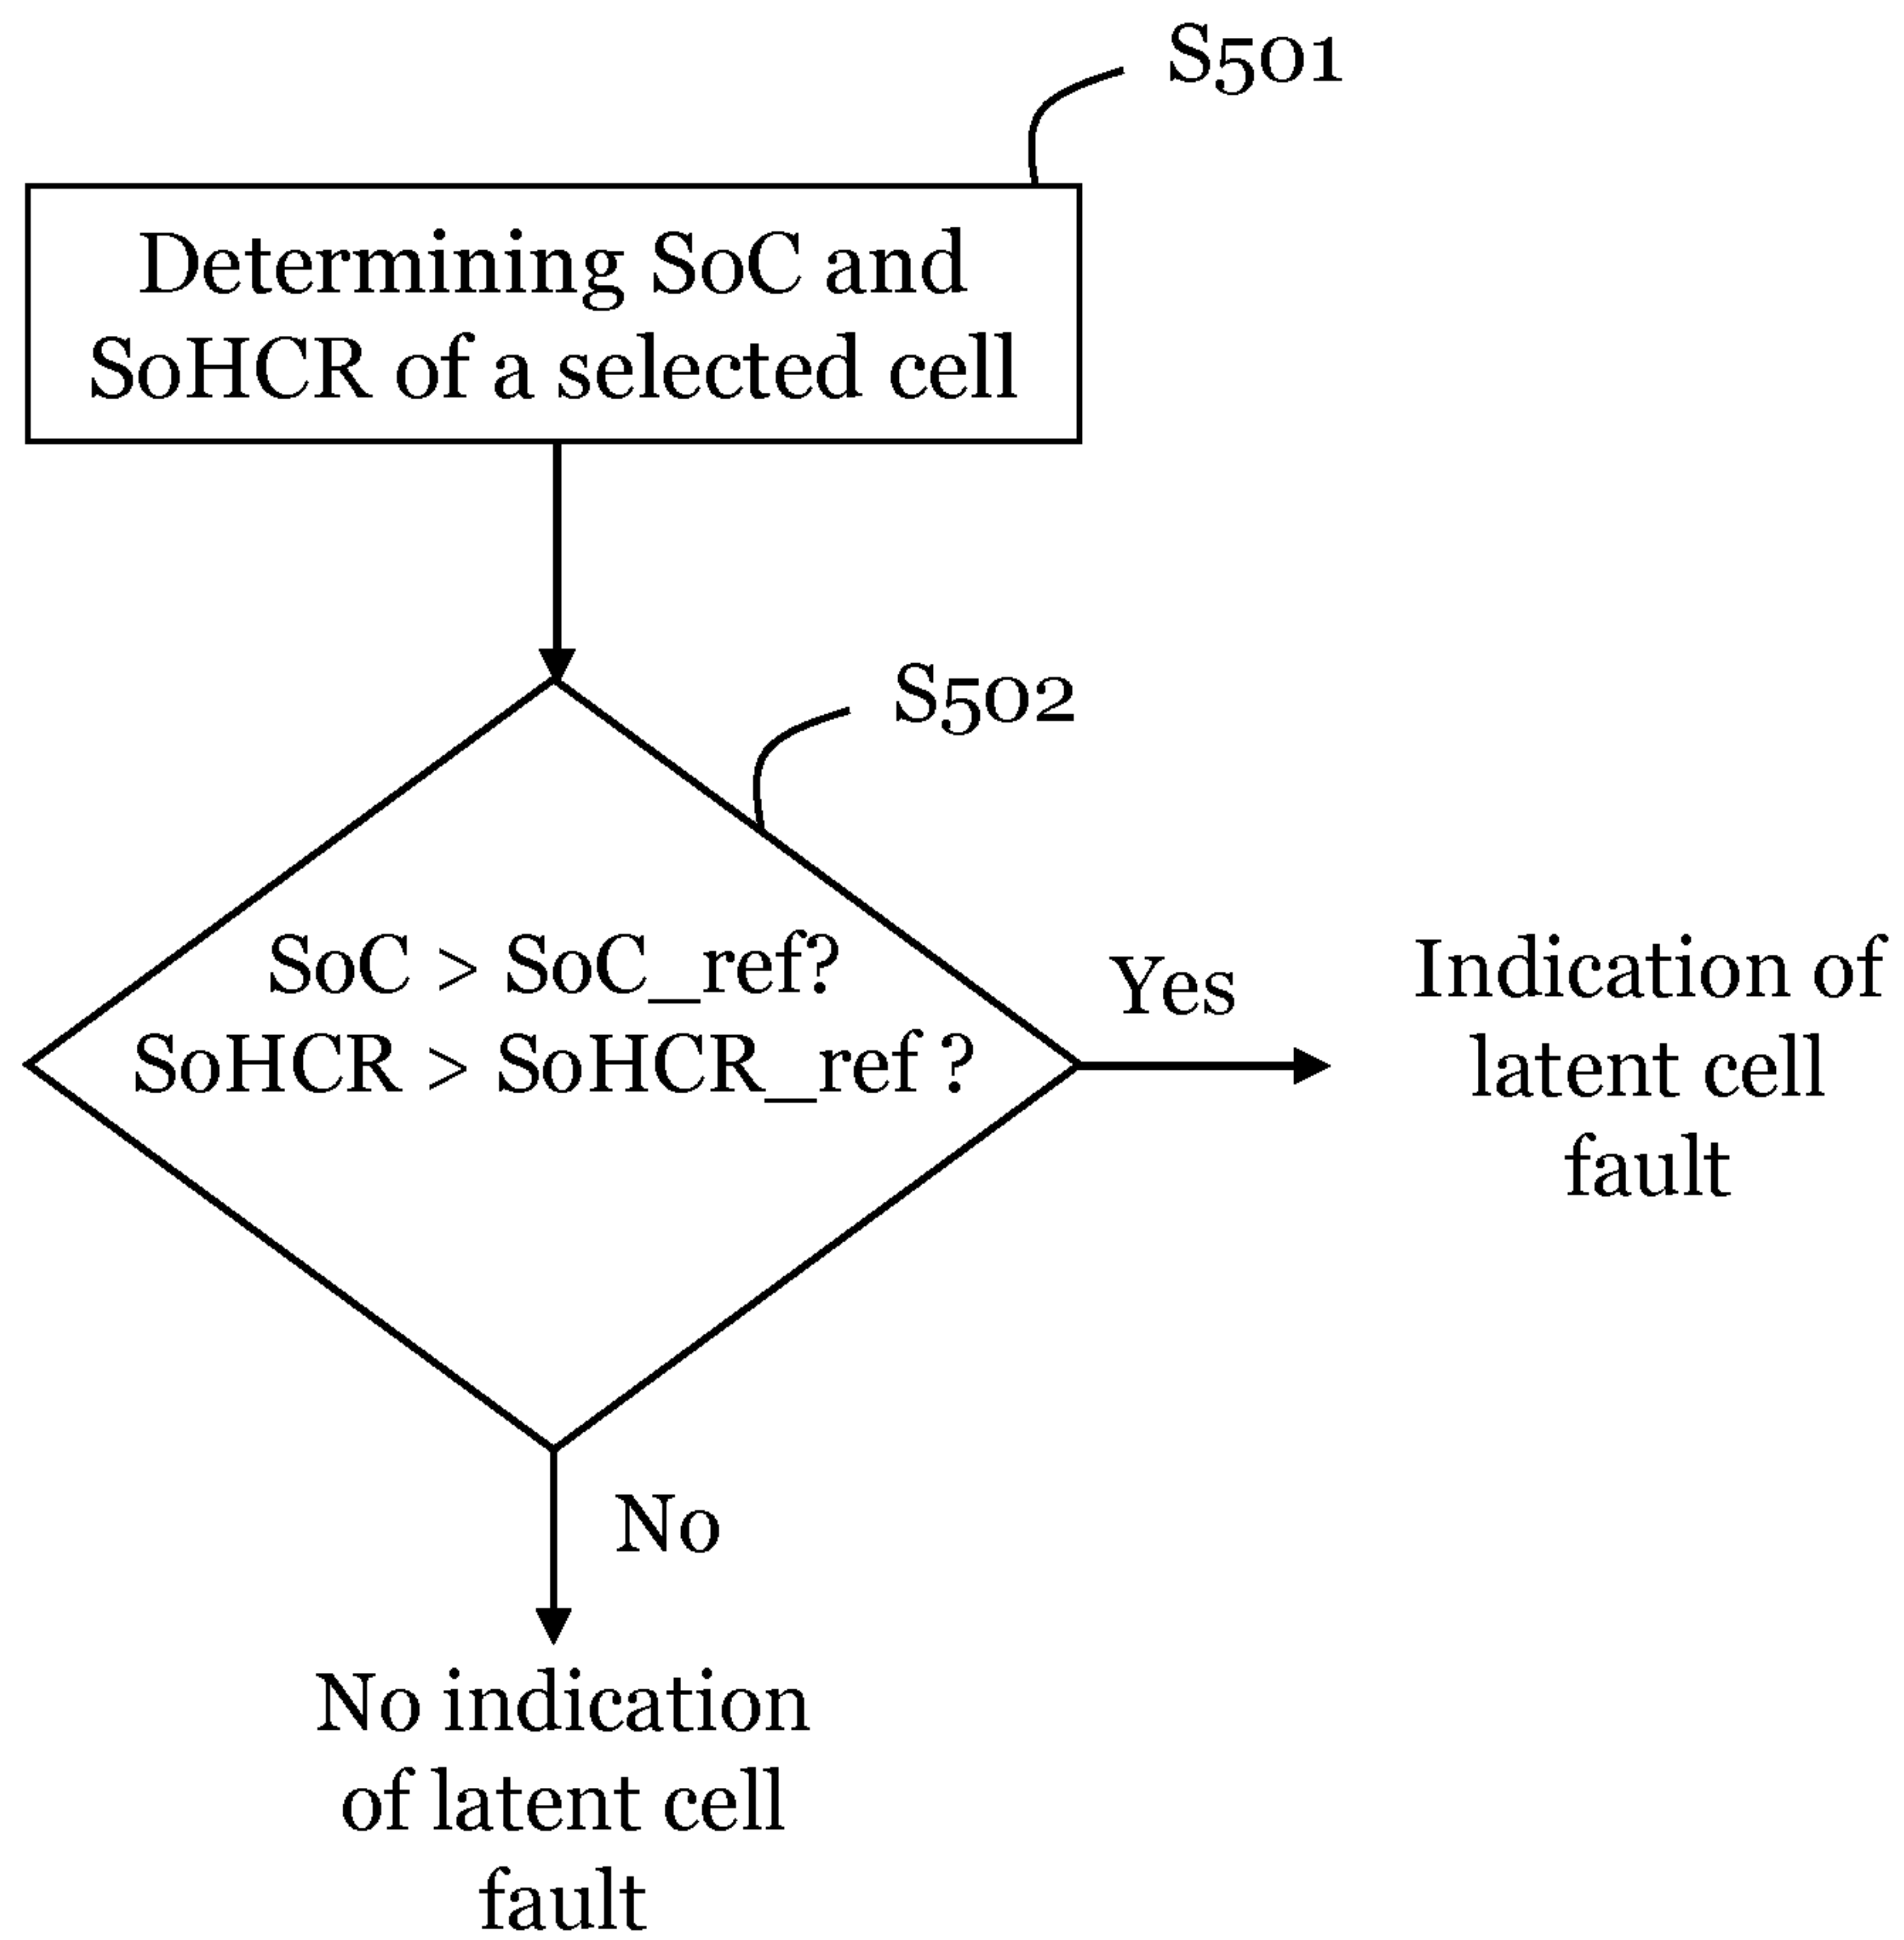 S501
Determining SoC and
SoHCR of a selected cell
S502
SoC > SoC_ref?
SoHCR > SoHCR_ref ?
Yes
Indication of
latent cell
fault
No
No indication
of latent cell
fault